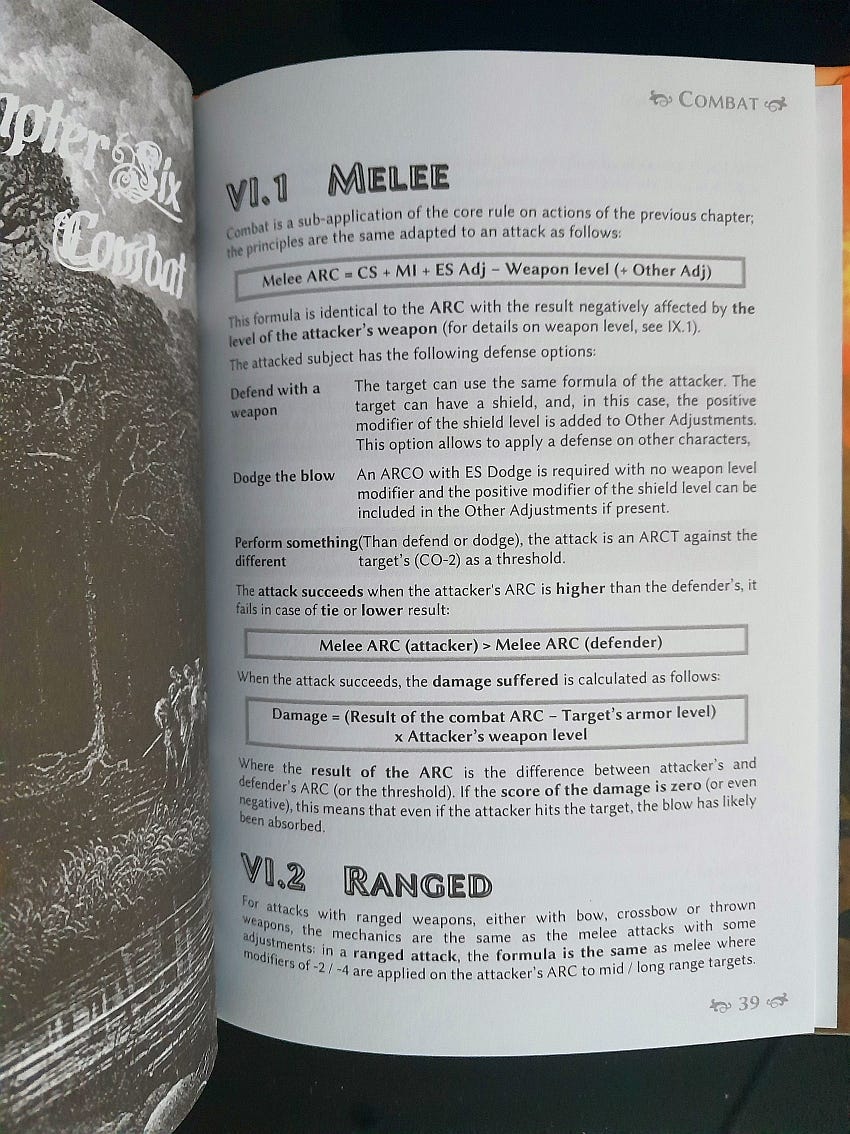 apter Six
Combat
COMBAT
VI.1 MELEE
Combat is a sub-application of the core rule on actions of the previous chapter;
the principles are the same adapted to an attack as follows:
Melee ARC = CS + MI + ES Adj – Weapon level (+ Other Adj)
This formula is identical to the ARC with the result negatively affected by the
level of the attacker's weapon (for details on weapon level, see IX.1).
The attacked subject has the following defense options:
Defend with a
weapon
The target can use the same formula of the attacker. The
target can have a shield, and, in this case, the positive
modifier of the shield level is added to Other Adjustments.
This option allows to apply a defense on other characters,
Dodge the blow
An ARCO with ES Dodge is required with no weapon level
modifier and the positive modifier of the shield level can be
included in the Other Adjustments if present.
Perform something
different
(Than defend or dodge), the attack is an ARCT against the
target's (CO-2) as a threshold.
The attack succeeds when the attacker's ARC is higher than the defender's, it
fails in case of tie or lower result:
Melee ARC (attacker) > Melee ARC (defender)
When the attack succeeds, the damage suffered is calculated as follows:
Damage = (Result of the combat ARC – Target's armor level)
x Attacker's weapon level
Where the result of the ARC is the difference between attacker's and
defender's ARC (or the threshold). If the score of the damage is zero (or even
negative), this means that even if the attacker hits the target, the blow has likely
been absorbed.
VI.2 RANGED
For attacks with ranged weapons, either with bow, crossbow or thrown
weapons, the mechanics are the same as the melee attacks with some
adjustments: in a ranged attack, the formula is the same as melee where
modifiers of -2 / -4 are applied on the attacker's ARC to mid / long range targets.
39